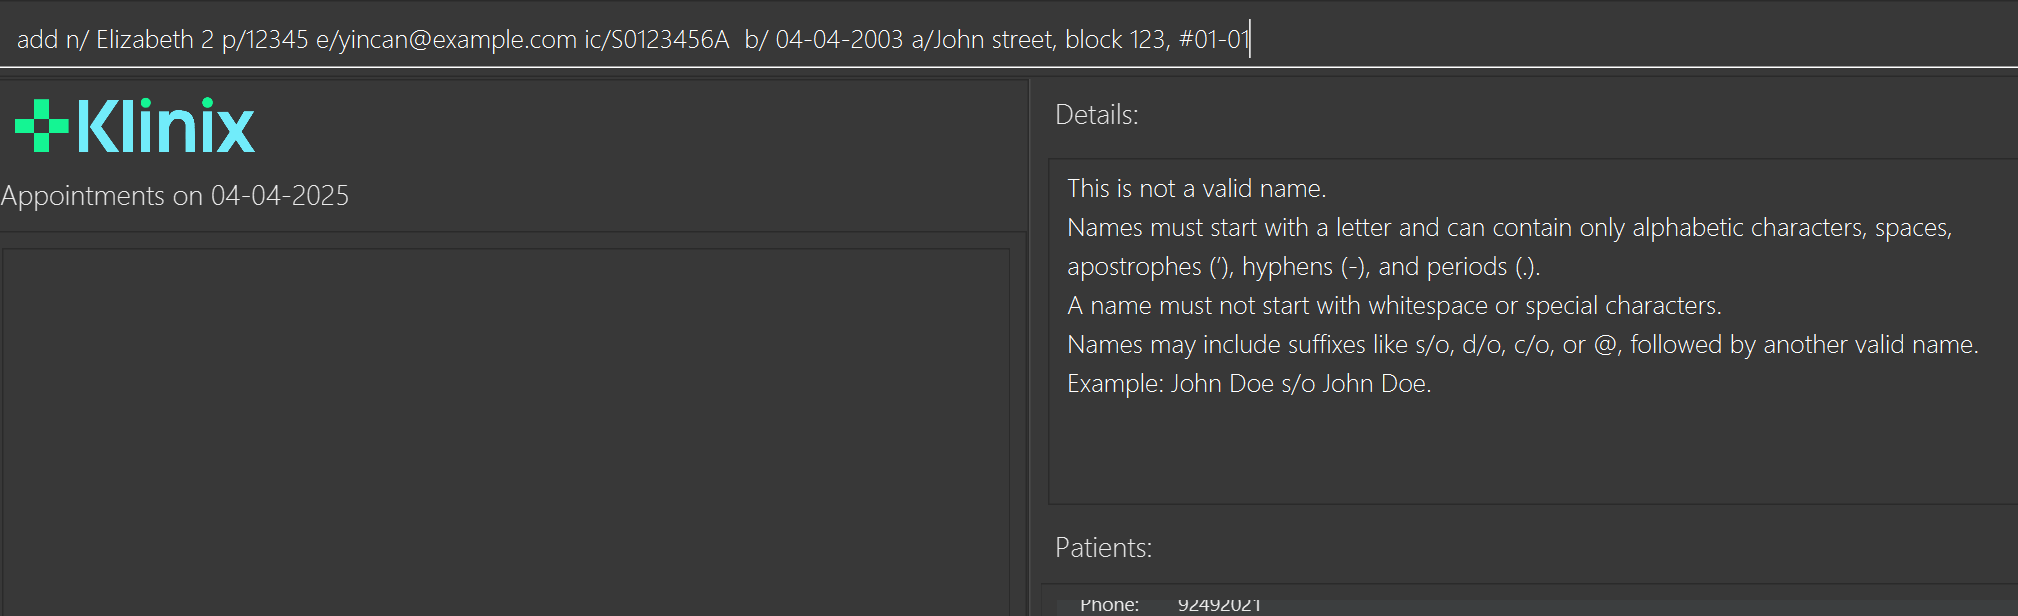 add n/ Elizabeth 2 p/12345 e/yincan@example.com ic/S0123456A  b/ 04-04-2003 a/John street, block 123, #01-01
Klinix
Appointments on 04-04-2025
Details:
This is not a valid name.
Names must start with a letter and can contain only alphabetic characters, spaces,
apostrophes ('), hyphens (-), and periods (.).
A name must not start with whitespace or special characters.
Names may include suffixes like s/o, d/o, c/o, or @, followed by another valid name.
Example: John Doe s/o John Doe.
Patients:
Phone: 92492021